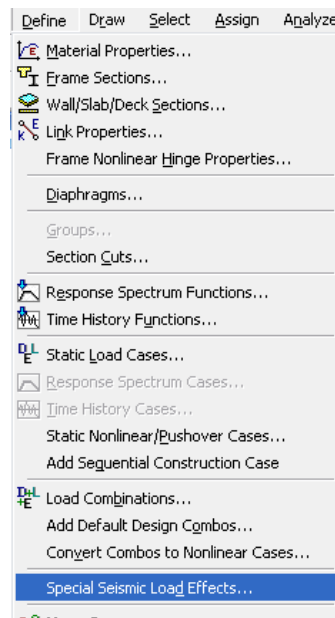 Define Draw Select Assign Analyze
Material Properties...
Frame Sections...
Wall/Slab/Deck Sections...
Link Properties...
Frame Nonlinear Hinge Properties...
Diaphragms...
Groups...
Section Cuts...
Response Spectrum Functions...
Time History Functions...
Static Load Cases...
Response Spectrum Cases...
Time History Cases...
Static Nonlinear/Pushover Cases...
Add Sequential Construction Case
Load Combinations...
Add Default Design Combos...
Convert Combos to Nonlinear Cases...
Special Seismic Load Effects...